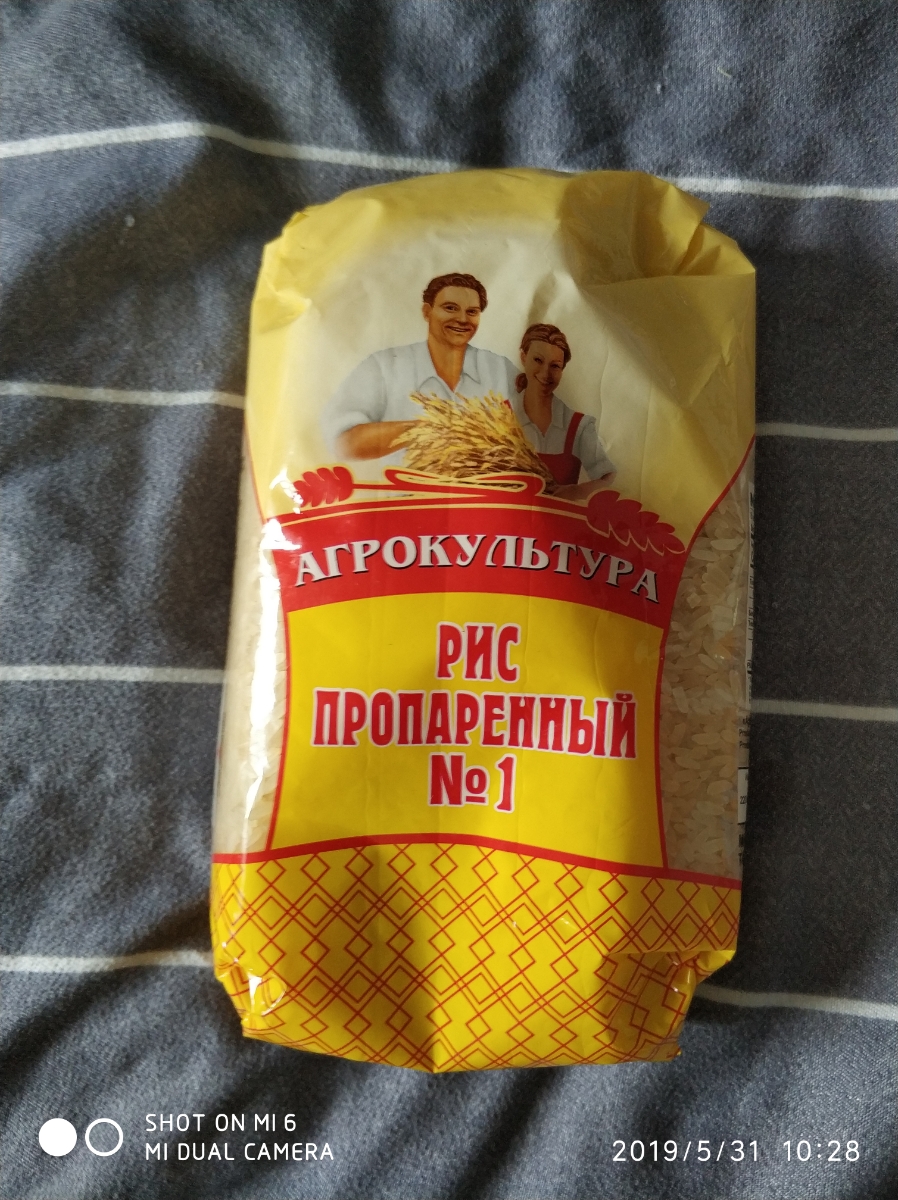 АГРОКУЛЬТУРА
РИС
ПРОПАРЕННЫЙ
№1
SHOT ON MI 6
MI DUAL CAMERA
2019/5/31 10:28